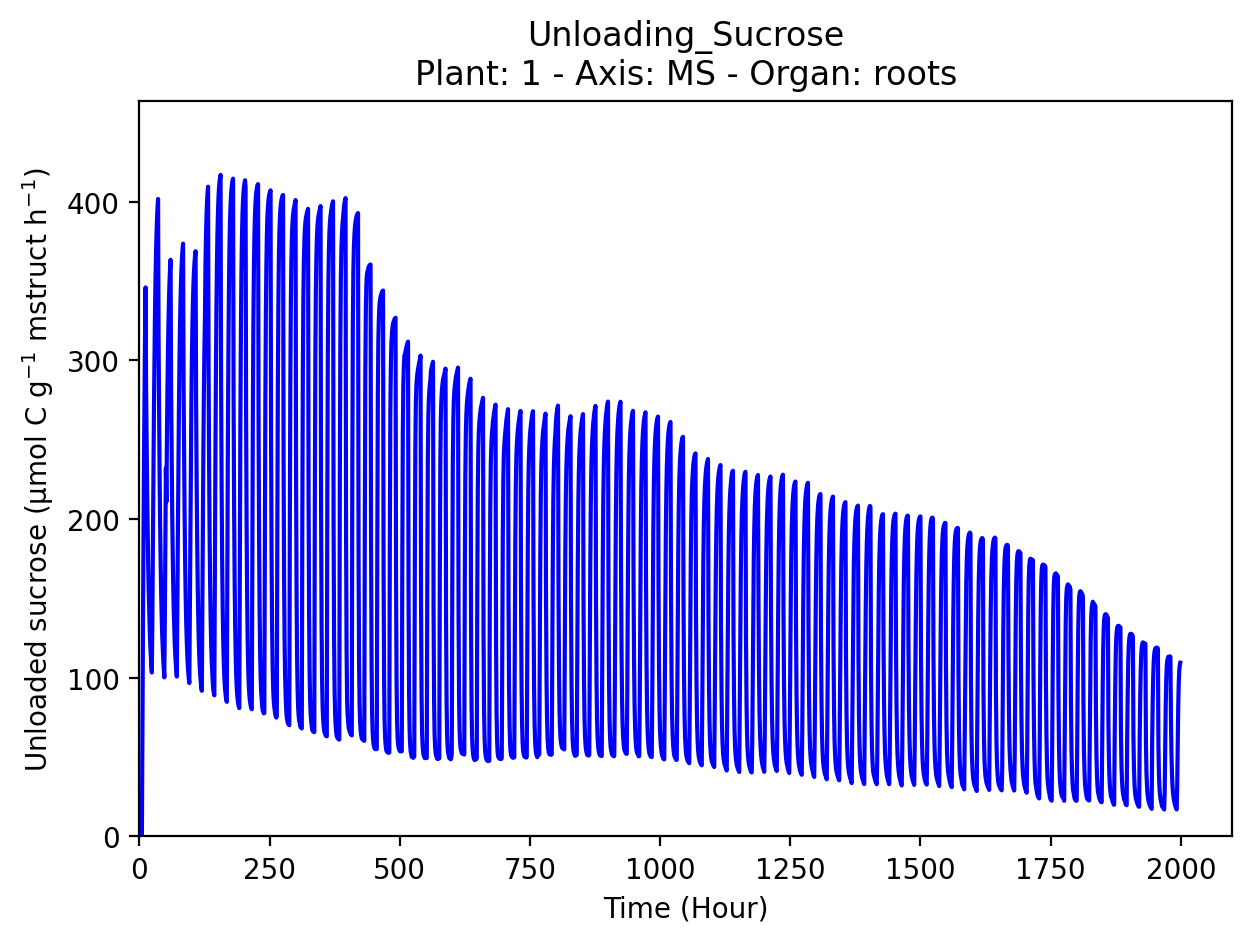 Unloading_Sucrose
Plant: 1 - Axis: MS - Organ: roots
Unloaded sucrose (µmol C g⁻¹ mstruct h⁻¹)
400
300
200
100
0
0 250 500 750 1000 1250 1500 1750 2000
Time (Hour)